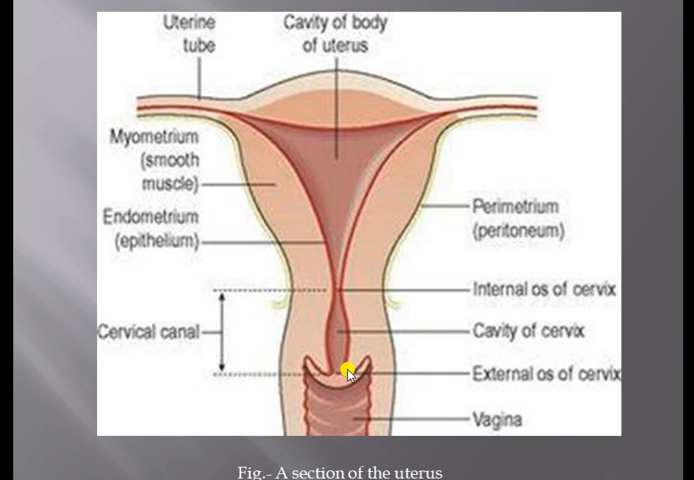 Uterine
tube
Cavity of body
of uterus
Myometrium
(smooth
muscle)
Endometrium
(epithelium)
Perimetrium
(peritoneum)
Internal os of cervix
Cervical canal
Cavity of cervix
External os of cervix
Vagina
Fig.- A section of the uterus